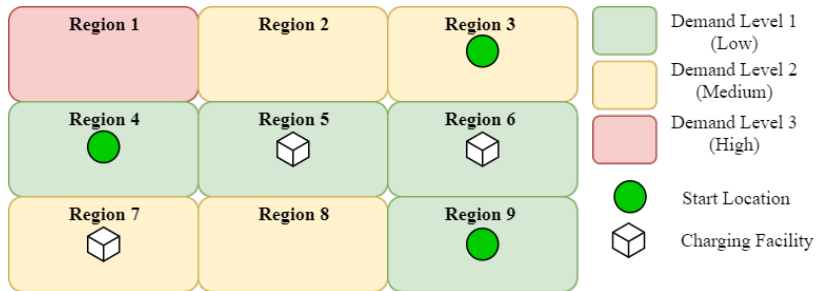 Region 1
Region 2
Region 3
Region 4
Region 5
Region 6
Region 7
Region 8
Region 9
Demand Level 1
(Low)
Demand Level 2
(Medium)
Demand Level 3
(High)
Start Location
Charging Facility